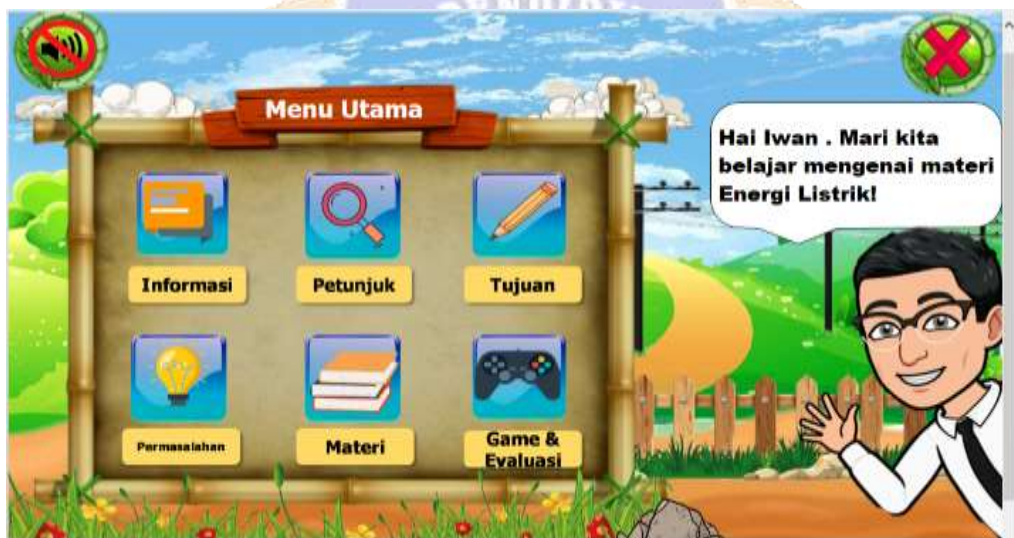 Menu Utama
Hai Iwan . Mari kita
belajar mengenai materi
Energi Listrik!
Informasi
Petunjuk
Tujuan
Permasalahan
Materi
Game &
Evaluasi